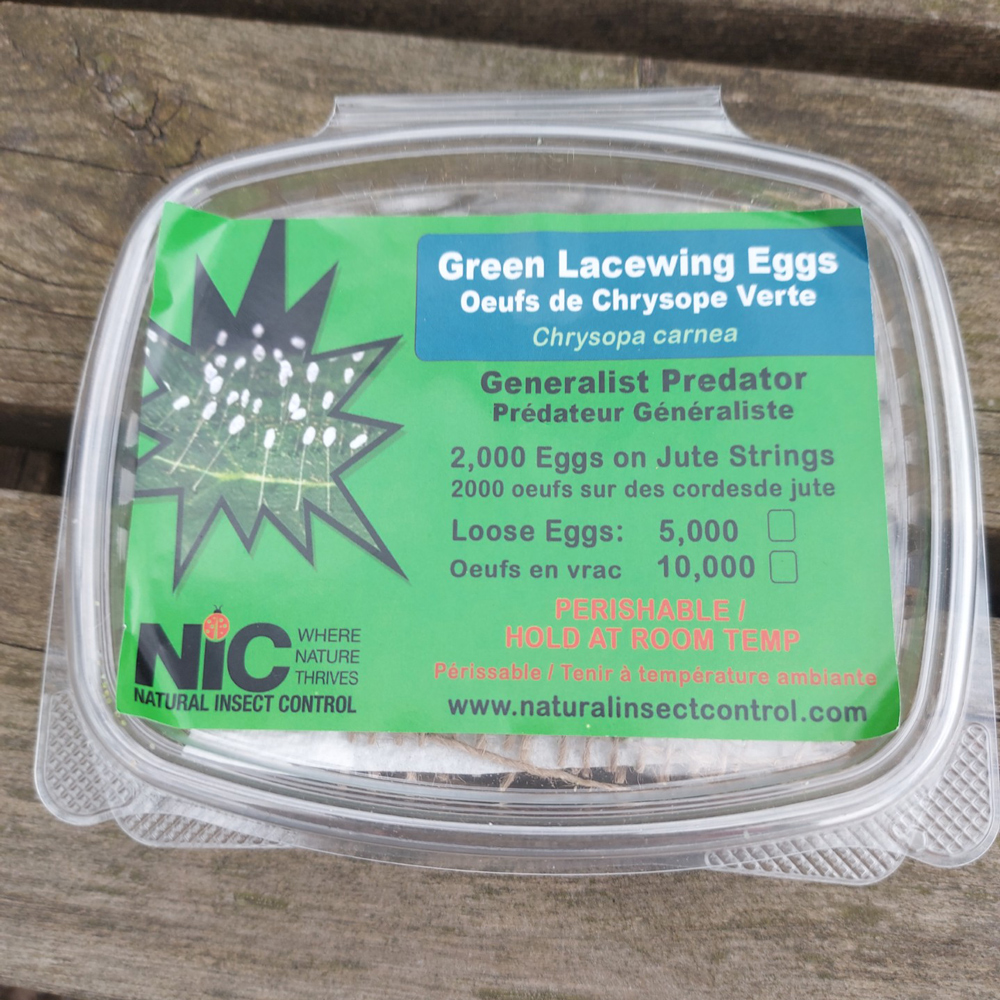 Green Lacewing Eggs
Oeufs de Chrysope Verte
Chrysopa carnea
Generalist Predator
Prédateur Généraliste
2,000 Eggs on Jute Strings
2000 oeufs sur des cordesde jute
Loose Eggs: 5,000
Oeufs en vrac 10,000
PERISHABLE /
HOLD AT ROOM TEMP
Périssable / Tenir à température ambiante
www.naturalinsectcontrol.com
NiC
WHERE
NATURE
THRIVES
NATURAL INSECT CONTROL